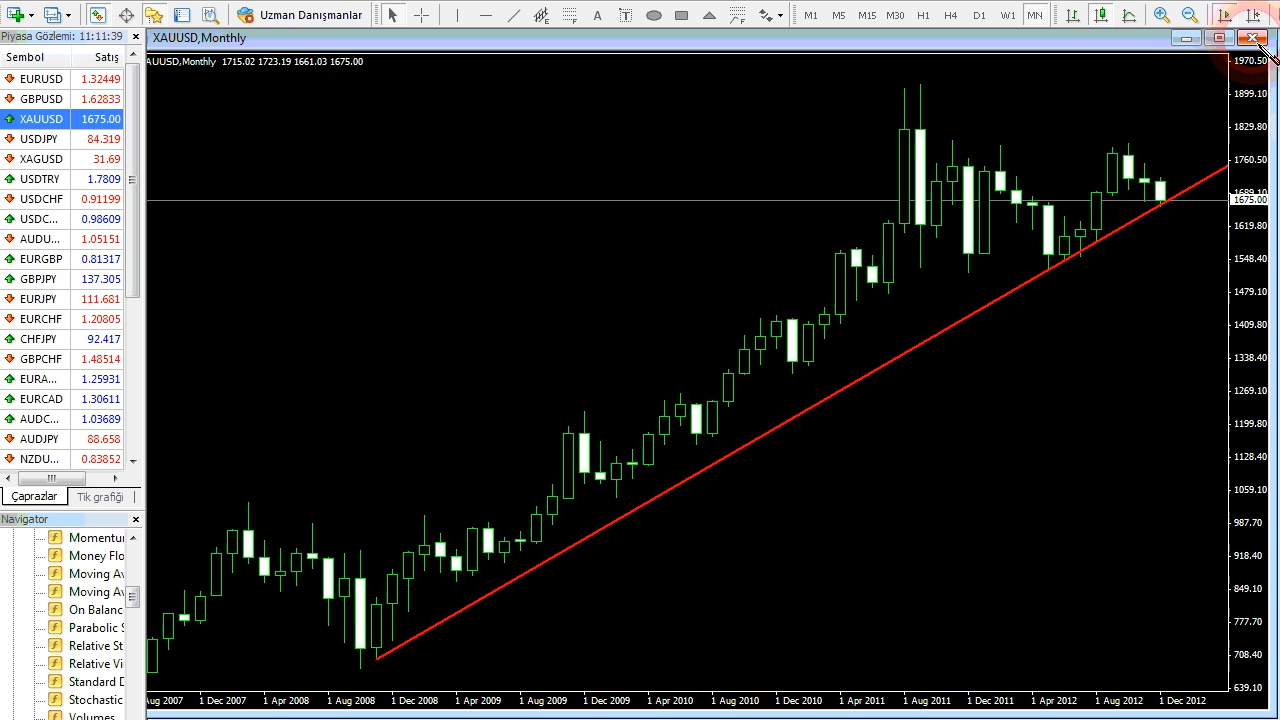 Uzman Danışmanlar
A
T
M1 M5 M15 M30 H1 H4 D1 W1 MN
Piyasa Gözlemi: 11:11:39
XAUUSD,Monthly
Sembol Satış
EURUSD 1.32449
GBPUSD 1.62833
XAUUSD 1675.00
USDJPY 84.319
XAGUSD 31.69
USDTRY 1.7809
USDCHF 0.91199
USDC... 0.98609
AUDU... 1.05151
EURGBP 0.81317
GBPJPY 137.305
EURJPY 111.681
EURCHF 1.20805
CHFJPY 92.417
GBPCHF 1.48514
EURA... 1.25931
EURCAD 1.30611
AUDC... 1.03689
AUDJPY 88.658
NZDU... 0.83852
Çaprazlar Tik grafiği
Navigator
Momentu
Money Flo
Moving Av
Moving Av
On Balanc
Parabolic S
Relative St
Relative Vi
Standard D
Stochastic
Volumes
AUUSD,Monthly 1715.02 1723.19 1661.03 1675.00
1970.50
1899.10
1829.80
1760.50
1689.10
1675.00
1619.80
1548.40
1479.10
1409.80
1338.40
1269.10
1199.80
1128.40
1059.10
987.70
918.40
849.10
777.70
708.40
639.10
Aug 2007 1 Dec 2007 1 Apr 2008 1 Aug 2008 1 Dec 2008 1 Apr 2009 1 Aug 2009 1 Dec 2009 1 Apr 2010 1 Aug 2010 1 Dec 2010 1 Apr 2011 1 Aug 2011 1 Dec 2011 1 Apr 2012 1 Aug 2012 1 Dec 2012